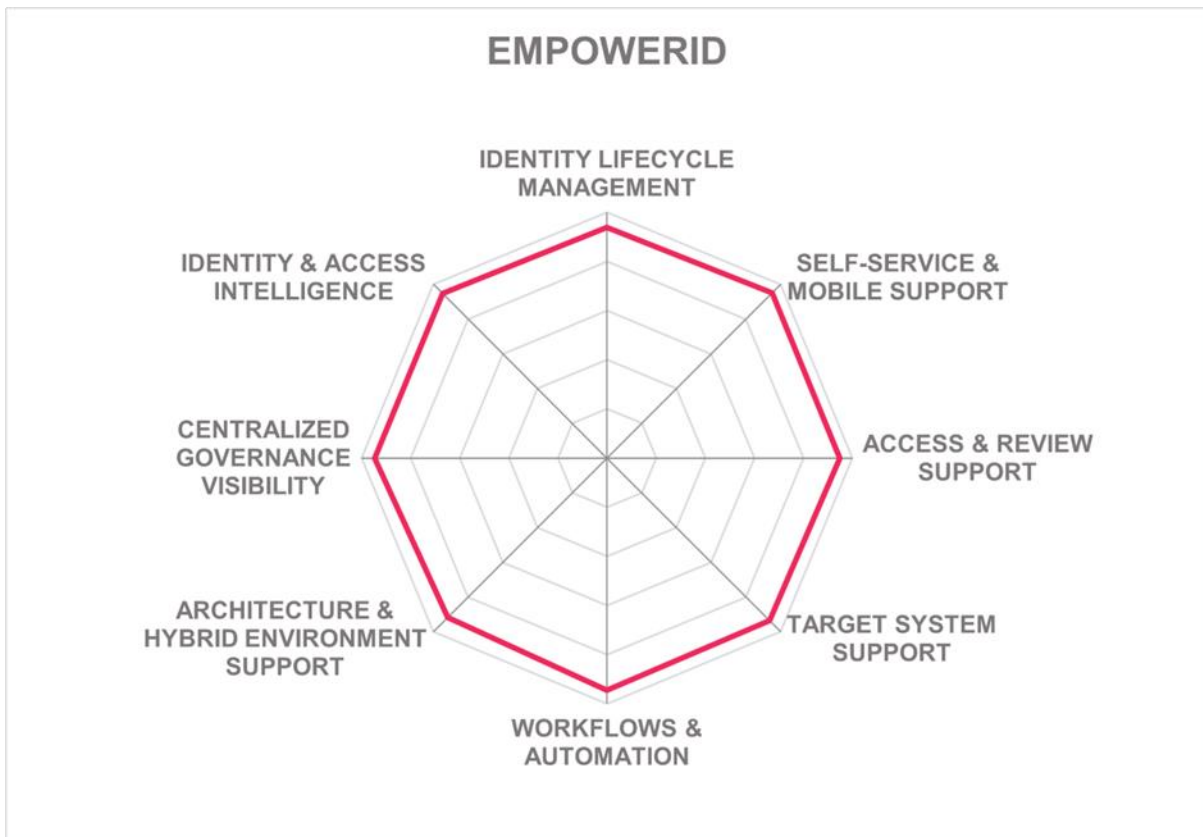 EMPOWERID
IDENTITY LIFECYCLE
MANAGEMENT
IDENTITY & ACCESS
INTELLIGENCE
SELF-SERVICE &
MOBILE SUPPORT
CENTRALIZED
GOVERNANCE
VISIBILITY
ACCESS & REVIEW
SUPPORT
ARCHITECTURE &
HYBRID ENVIRONMENT
SUPPORT
TARGET SYSTEM
SUPPORT
WORKFLOWS &
AUTOMATION